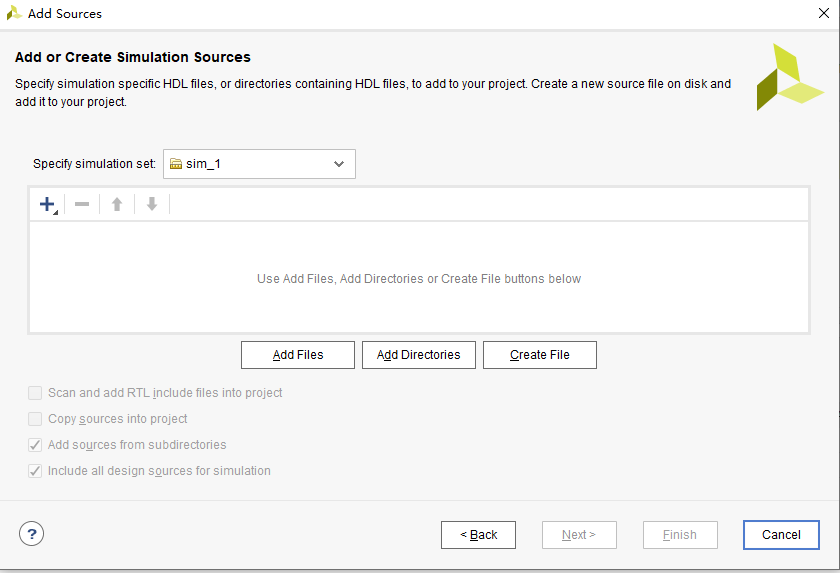 Add Sources
Add or Create Simulation Sources
Specify simulation specific HDL files, or directories containing HDL files, to add to your project. Create a new source file on disk and
add it to your project.
Specify simulation set: sim_1
Use Add Files, Add Directories or Create File buttons below
Add Files Add Directories Create File
Scan and add RTL include files into project
Copy sources into project
Add sources from subdirectories
Include all design sources for simulation
? < Back Next > Finish Cancel